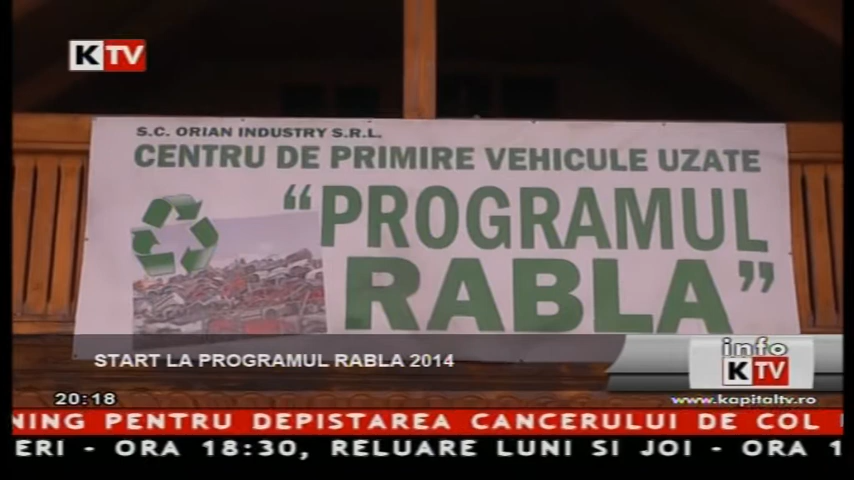 KTV
S.C. ORIAN INDUSTRY S.R.L.
CENTRU DE PRIMIRE VEHICULE UZATE
“PROGRAMUL
RABLA”
START LA PROGRAMUL RABLA 2014
info
KTV
20:18
www.kapitaltv.ro
NING PENTRU DEPISTAREA CANCERULUI DE COL
ERI - ORA 18:30, RELUARE LUNI SI JOI - ORA 1